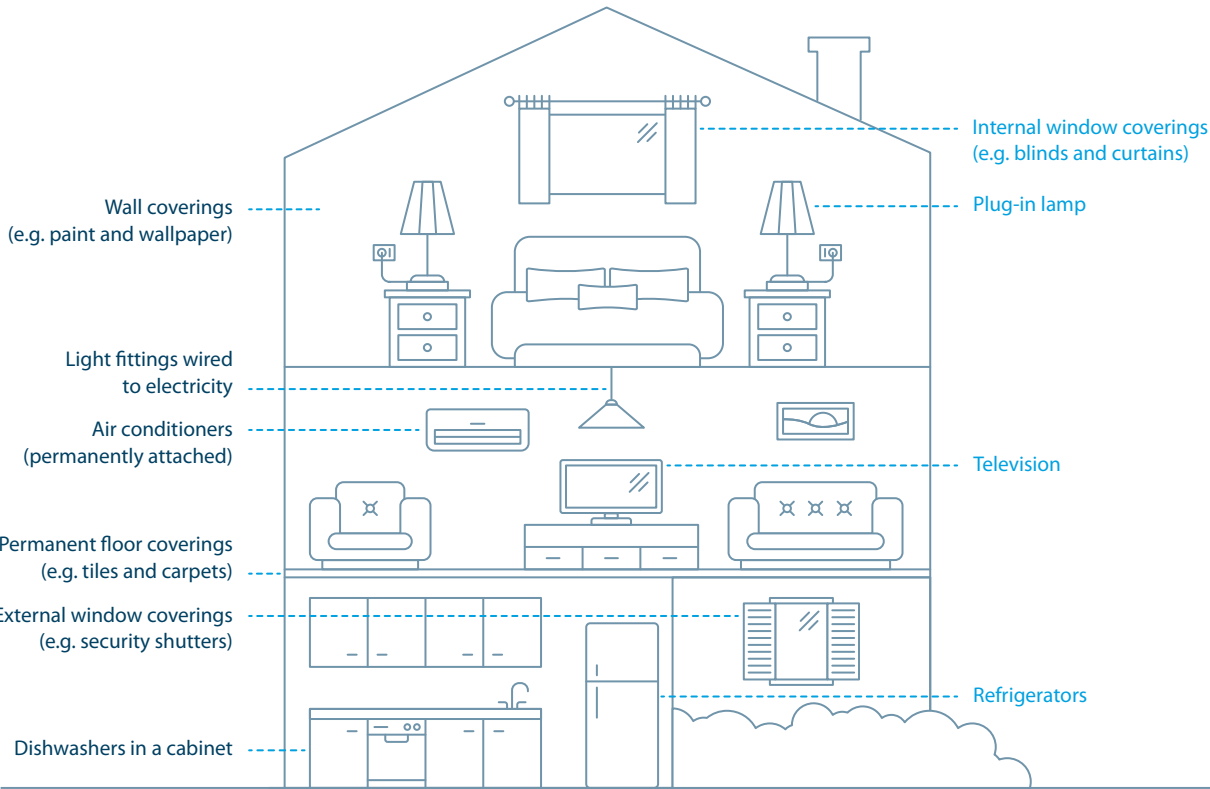 Internal window coverings
(e.g. blinds and curtains)
Wall coverings
(e.g. paint and wallpaper)
Plug-in lamp
Light fittings wired
to electricity
Air conditioners
(permanently attached)
Television
Permanent floor coverings
(e.g. tiles and carpets)
External window coverings
(e.g. security shutters)
Refrigerators
Dishwashers in a cabinet